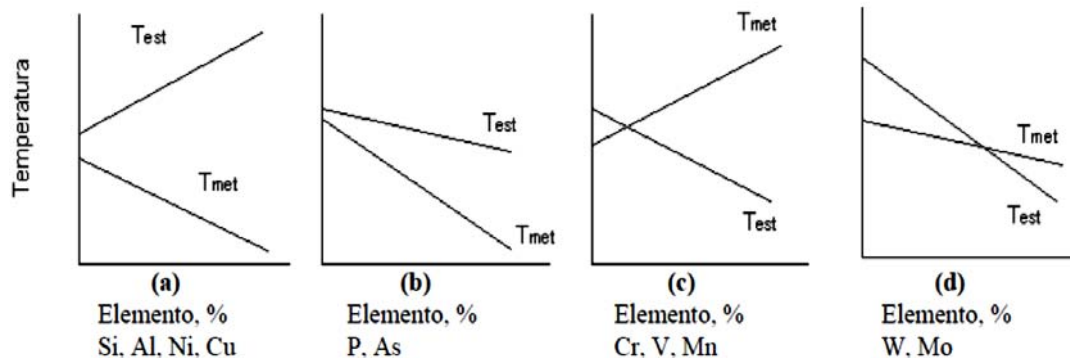 Temperatura
Test
Tmet
(a)
Elemento, %
Si, Al, Ni, Cu
Test
Tmet
(b)
Elemento, %
P, As
Tmet
Test
(c)
Elemento, %
Cr, V, Mn
Tmet
Test
(d)
Elemento, %
W, Mo